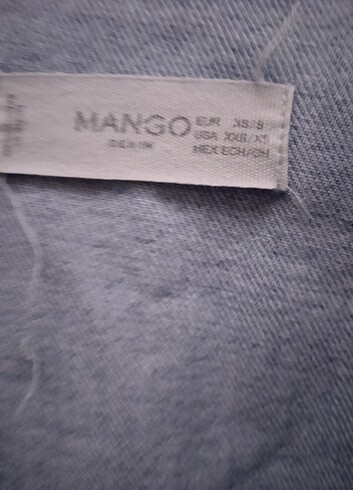 MANGO
DENIM
EUR XS/S
USA XXS/XS
MEX ECH/CH